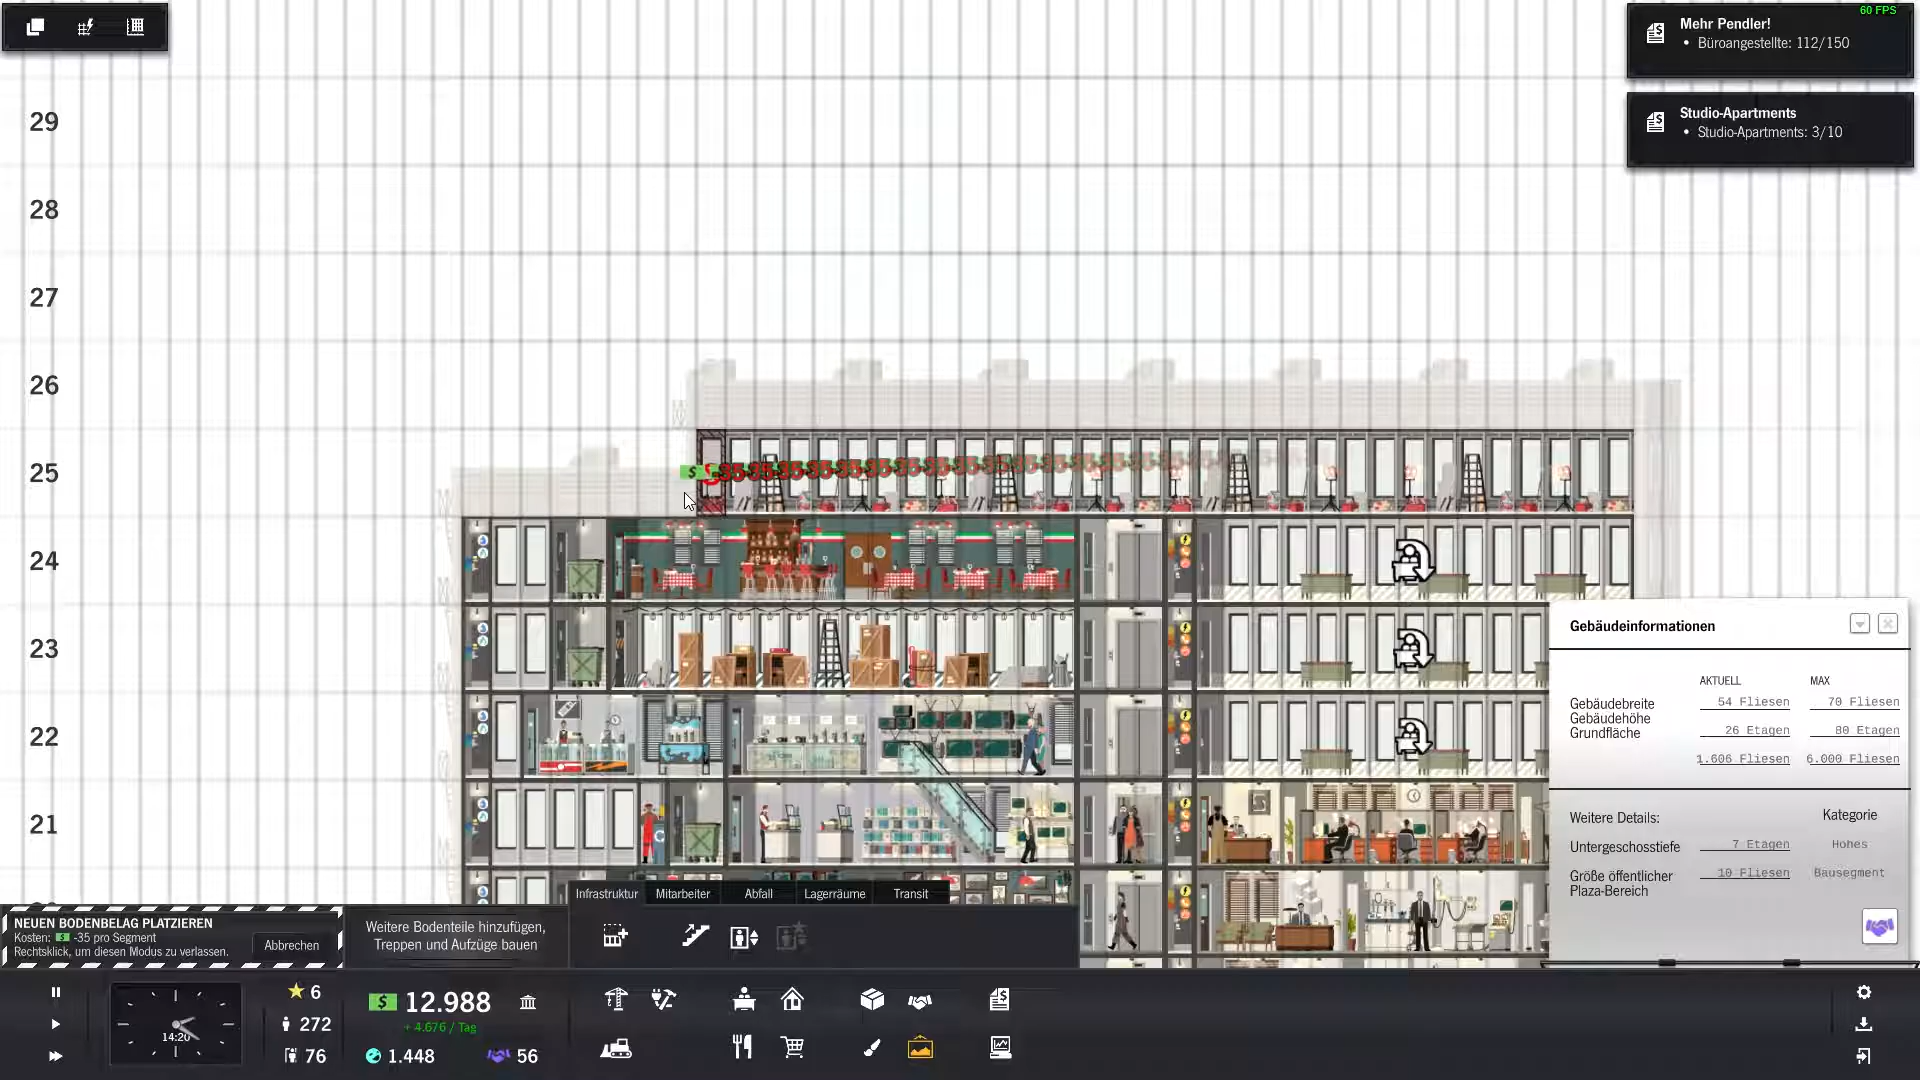 60 FPS
Mehr Pendler!
• Büroangestellte: 112/150
Studio-Apartments
• Studio-Apartments: 3/10
29
28
27
26
25
24
23
22
21
Gebäudeinformationen
AKTUELL MAX
Gebäudebreite 54 Fliesen 70 Fliesen
Gebäudehöhe 26 Etagen 80 Etagen
Grundfläche 1.606 Fliesen 6.000 Fliesen
Weitere Details: Kategorie
Untergeschosstiefe 7 Etagen Hohes
Größe öffentlicher Plaza-Bereich 10 Fliesen Bausegment
Infrastruktur Mitarbeiter Abfall Lagerräume Transit
NEUEN BODENBELAG PLATZIEREN
Kosten: $ -35 pro Segment
Rechtsklick, um diesen Modus zu verlassen.
Abbrechen
Weitere Bodenteile hinzufügen,
Treppen und Aufzüge bauen
14:20
6
272
76
$ 12.988
+ 4.676 / Tag
1.448
56